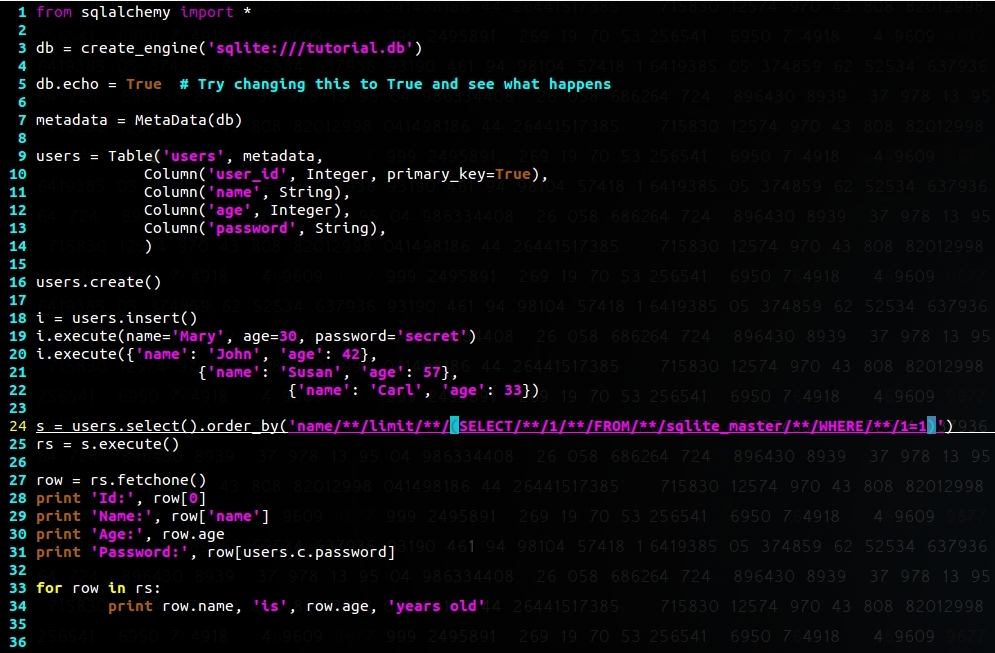 1 from sqlalchemy import *
2
3 db = create_engine('sqlite:///tutorial.db')
4
5 db.echo = True  # Try changing this to True and see what happens
6
7 metadata = MetaData(db)
8
9 users = Table('users', metadata,
10             Column('user_id', Integer, primary_key=True),
11             Column('name', String),
12             Column('age', Integer),
13             Column('password', String),
14             )
15
16 users.create()
17
18 i = users.insert()
19 i.execute(name='Mary', age=30, password='secret')
20 i.execute({'name': 'John', 'age': 42},
21                   {'name': 'Susan', 'age': 57},
22                             {'name': 'Carl', 'age': 33})
23
24 s = users.select().order_by('name/**/limit/**/(SELECT/**/1/**/FROM/**/sqlite_master/**/WHERE/**/1=1)')
25 rs = s.execute()
26
27 row = rs.fetchone()
28 print 'Id:', row[0]
29 print 'Name:', row['name']
30 print 'Age:', row.age
31 print 'Password:', row[users.c.password]
32
33 for row in rs:
34         print row.name, 'is', row.age, 'years old'
35
36